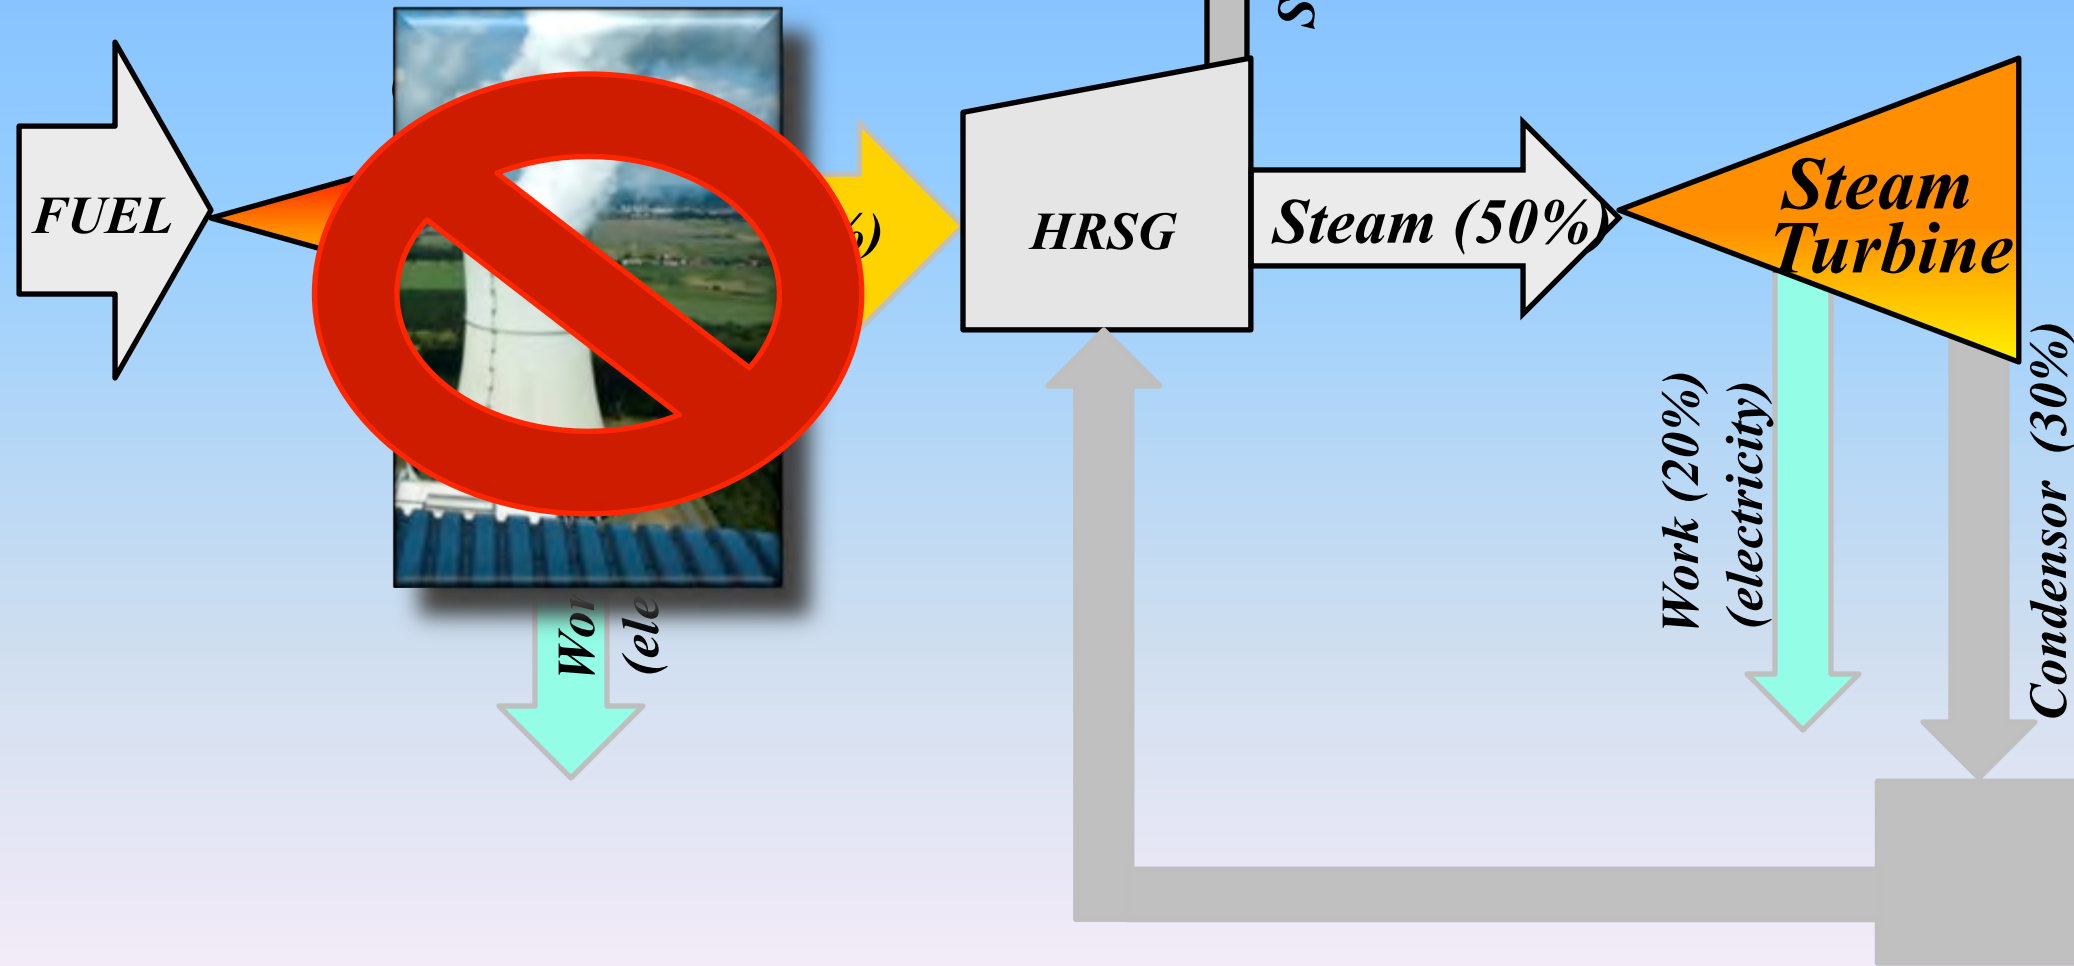 FUEL
%)
HRSG
Steam (50%)
Steam
Turbine
Work (20%)
(electricity)
Condensor (30%)